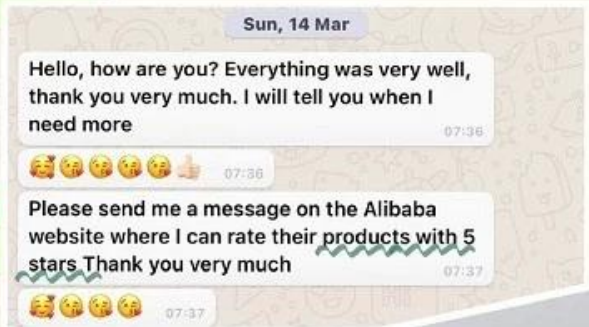 Sun, 14 Mar
Hello, how are you? Everything was very well,
thank you very much. I will tell you when I
need more
07:36
🥰😘😘😘😘👍🏻 07:36
Please send me a message on the Alibaba
website where I can rate their products with 5
stars Thank you very much
07:37
🥰😘😘😘 07:37